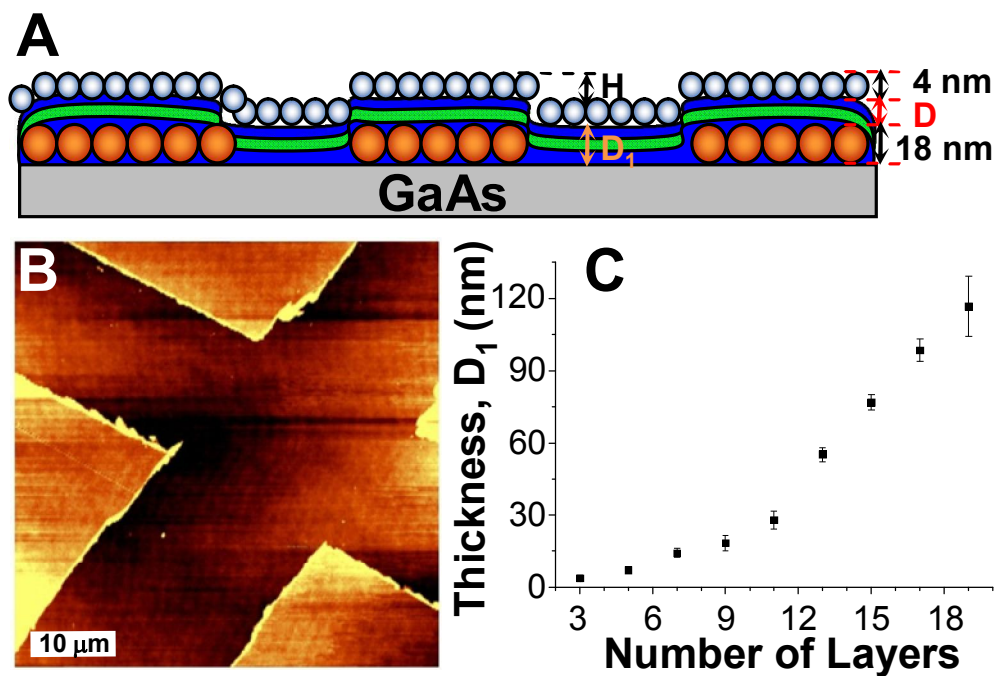 A
H
4 nm
D
D1
18 nm
GaAs
B
10 μm
C
Thickness, D1 (nm)
120
90
60
30
0
3 6 9 12 15 18
Number of Layers